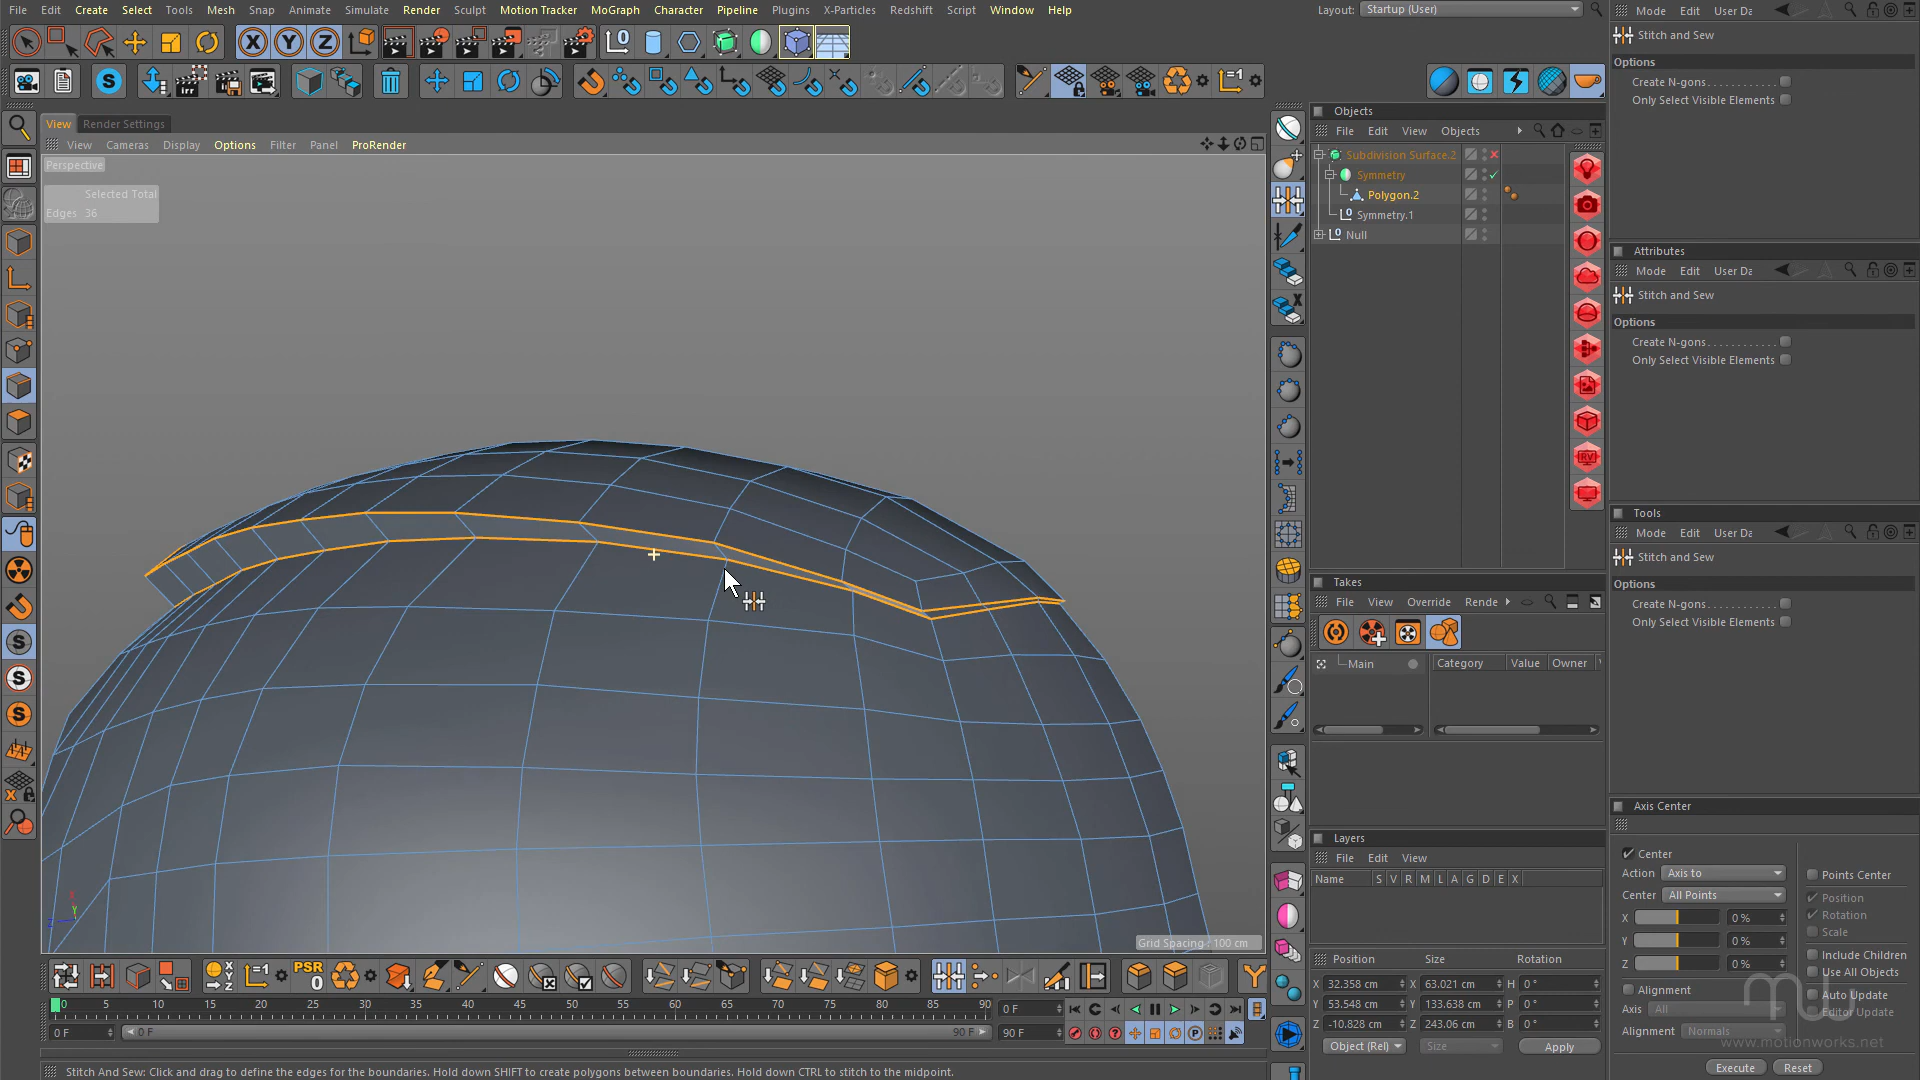 File Edit Create Select Tools Mesh Snap Animate Simulate Render Sculpt Motion Tracker MoGraph Character Pipeline Plugins X-Particles Redshift Script Window Help
Layout: Startup (User)
Mode Edit User Da
Stitch and Sew
Options
Create N-gons
Only Select Visible Elements
View Render Settings
View Cameras Display Options Filter Panel ProRender
Perspective
Selected Total
Edges 36
Grid Spacing : 100 cm
Objects
File Edit View Objects
Subdivision Surface.2
Symmetry
Polygon.2
Symmetry.1
Null
Attributes
Mode Edit User Da
Stitch and Sew
Options
Create N-gons
Only Select Visible Elements
Takes
File View Override Rende
Main
Category Value Owner
Tools
Mode Edit User Da
Stitch and Sew
Options
Create N-gons
Only Select Visible Elements
Layers
File Edit View
Name S V R M L A G D E X
Position Size Rotation
X 32.358 cm X 63.021 cm H 0 °
Y 53.548 cm Y 133.638 cm P 0 °
Z -10.828 cm Z 243.06 cm B 0 °
Object (Rel) Size Apply
Axis Center
Center
Action Axis to
Center All Points
X 0 %
Y 0 %
Z 0 %
Points Center
Position
Rotation
Scale
Include Children
Use All Objects
Auto Update
Editor Update
Alignment
Axis All
Alignment Normals
www.motionworks.net
Execute Reset
PSR
0
0 5 10 15 20 25 30 35 40 45 50 55 60 65 70 75 80 85 90
0 F
0 F 0 F 90 F 90 F
Stitch And Sew: Click and drag to define the edges for the boundaries. Hold down SHIFT to create polygons between boundaries. Hold down CTRL to stitch to the midpoint.